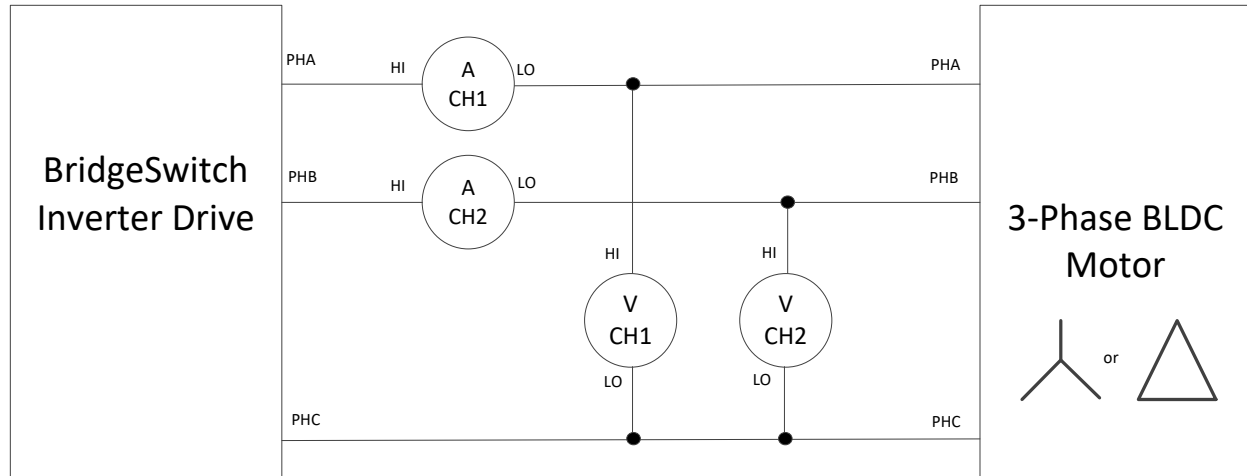 PHA
HI
A
CH1
LO
PHA
BridgeSwitch
Inverter Drive
PHB
HI
A
CH2
LO
PHB
3-Phase BLDC
Motor
HI
V
CH1
LO
HI
V
CH2
LO
or
PHC
PHC